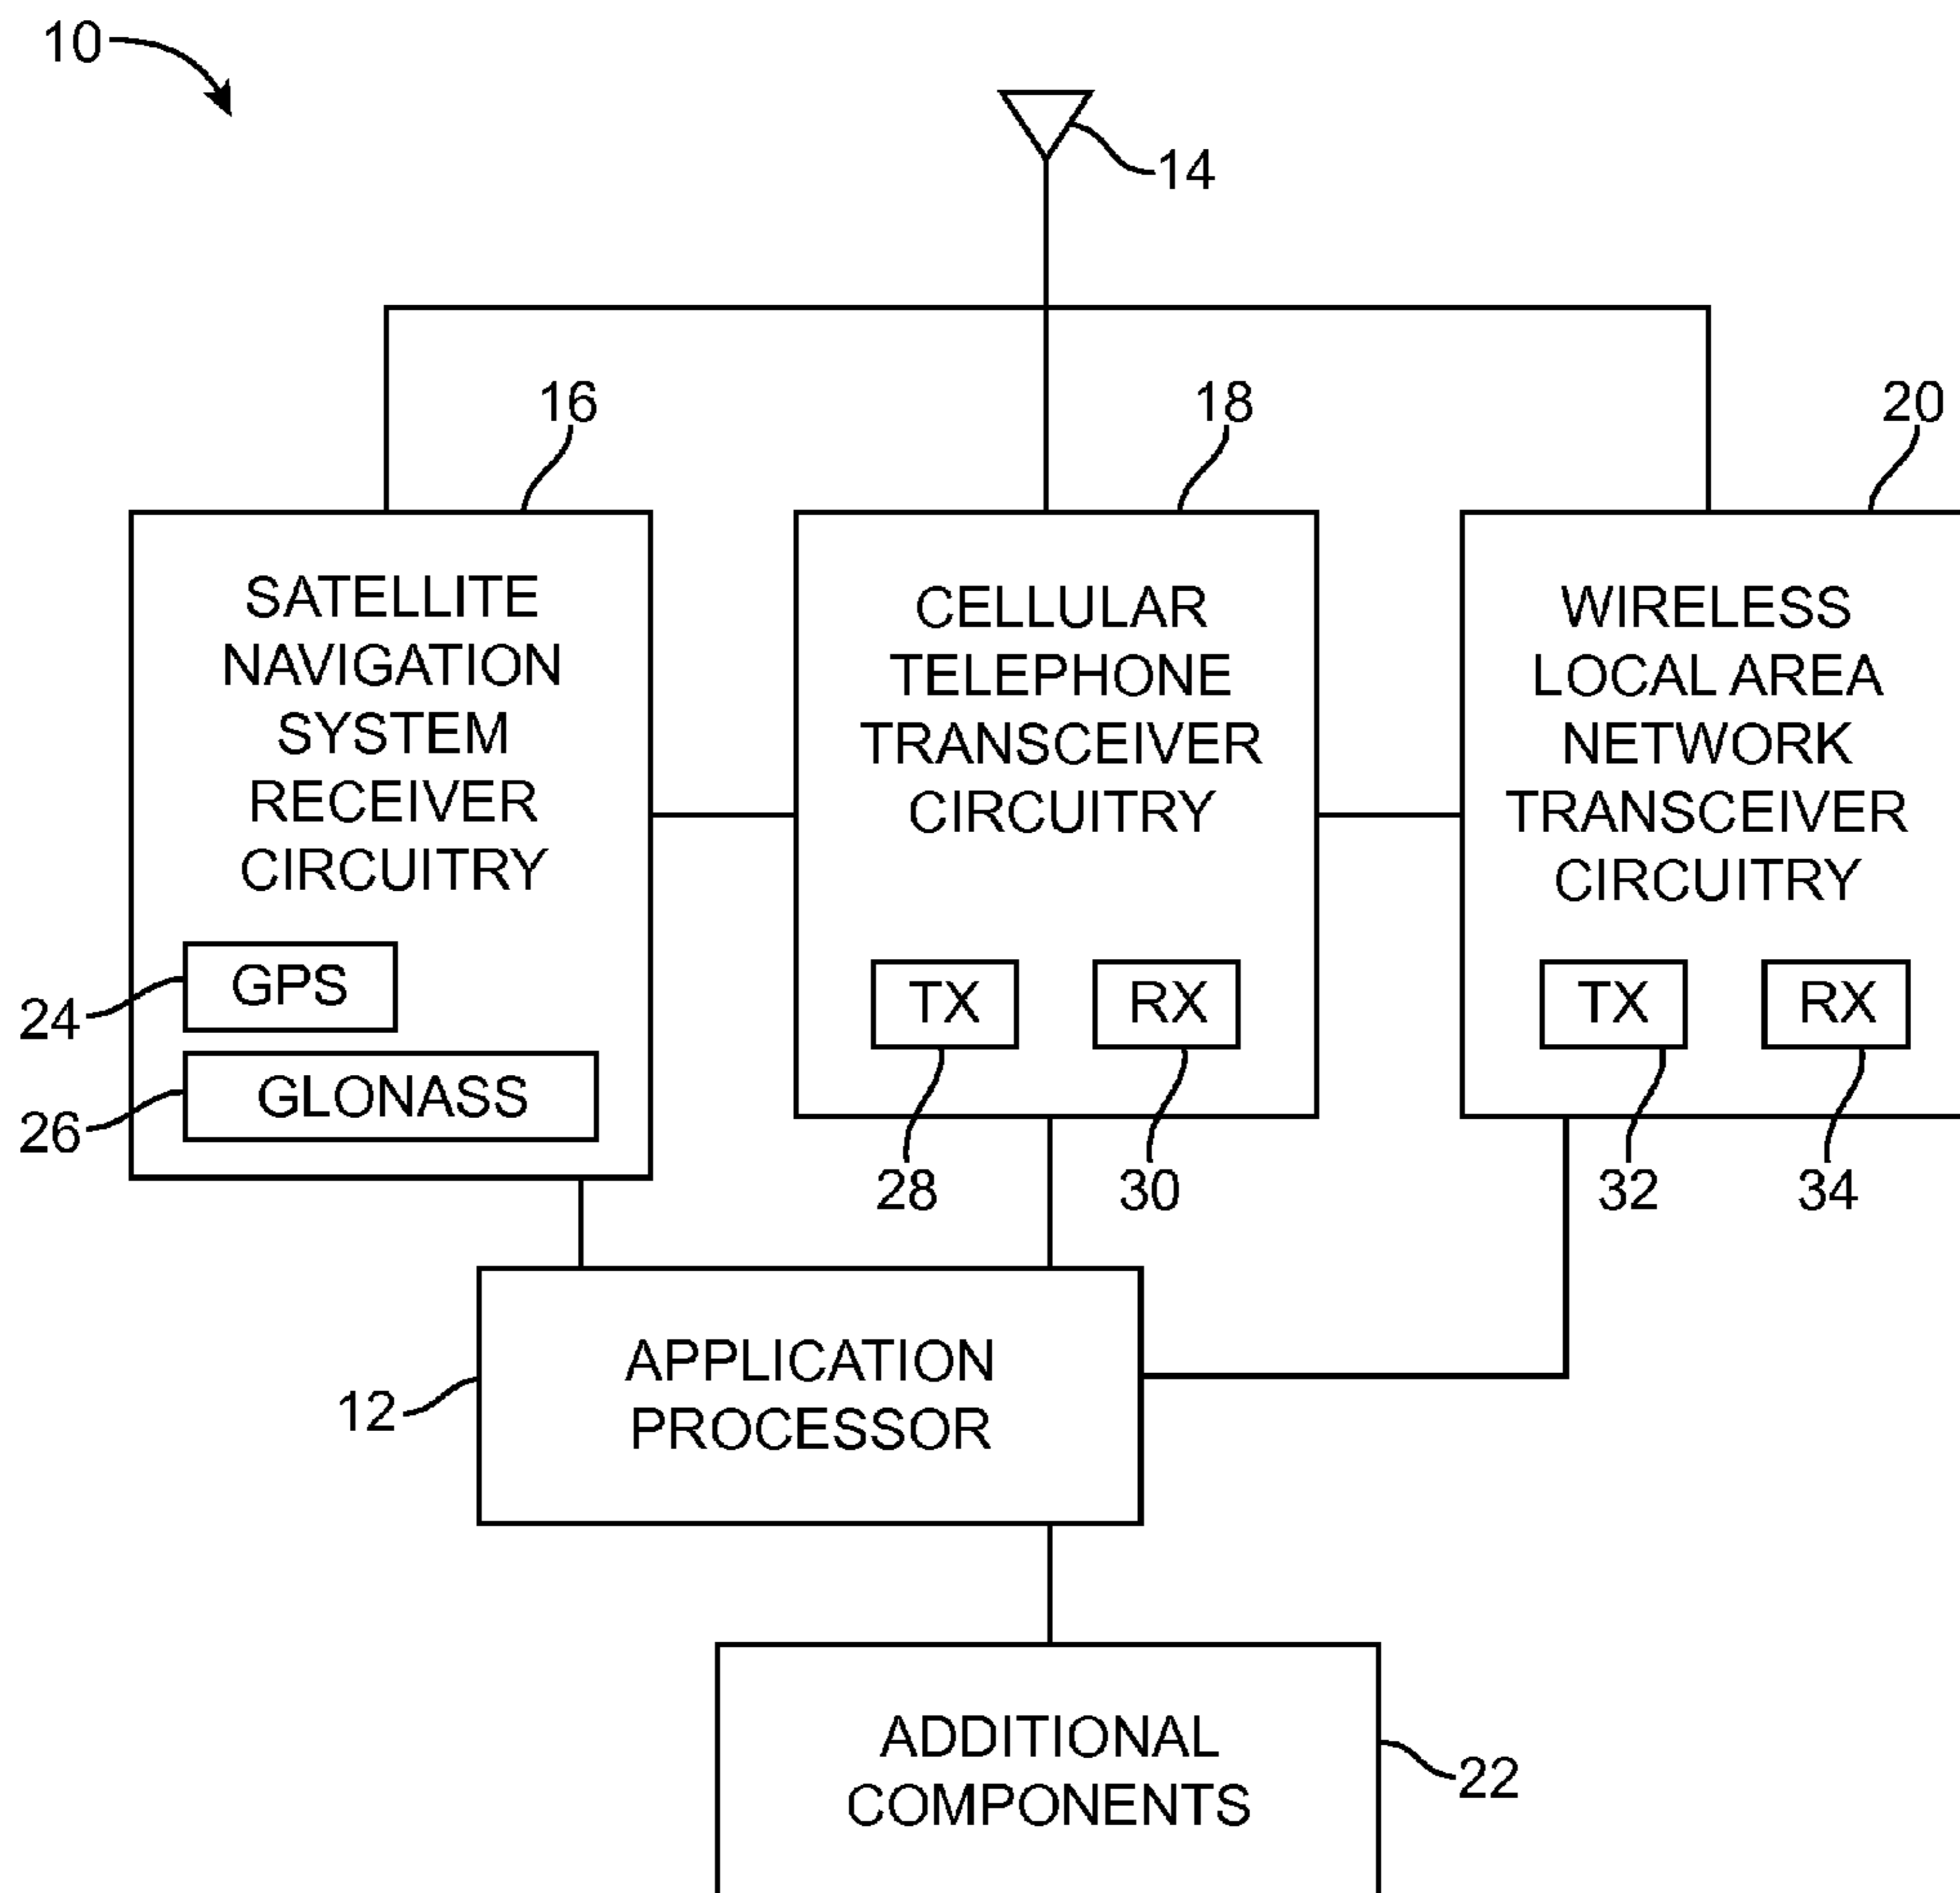 10
14
16
18
20
SATELLITE
NAVIGATION
SYSTEM
RECEIVER
CIRCUITRY
CELLULAR
TELEPHONE
TRANSCEIVER
CIRCUITRY
WIRELESS
LOCAL AREA
NETWORK
TRANSCEIVER
CIRCUITRY
GPS
24
GLONASS
26
TX
RX
28
30
TX
RX
32
34
APPLICATION
PROCESSOR
12
ADDITIONAL
COMPONENTS
22